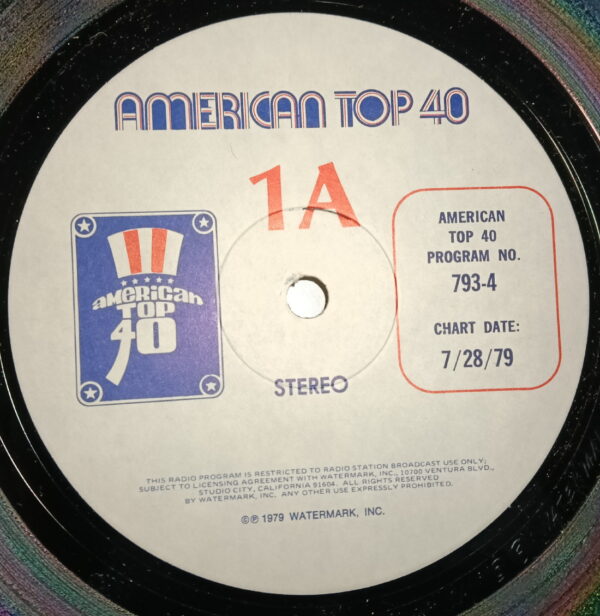 AMERICAN TOP 40
1A
AMERICAN
TOP
40
AMERICAN
TOP 40
PROGRAM NO.
793-4
CHART DATE:
7/28/79
STEREO
THIS RADIO PROGRAM IS RESTRICTED TO RADIO STATION BROADCAST USE ONLY;
SUBJECT TO LICENSING AGREEMENT WITH WATERMARK, INC., 10700 VENTURA BLVD.,
STUDIO CITY, CALIFORNIA 91604. ALL RIGHTS RESERVED
BY WATERMARK, INC. ANY OTHER USE EXPRESSLY PROHIBITED.
©℗ 1979 WATERMARK, INC.